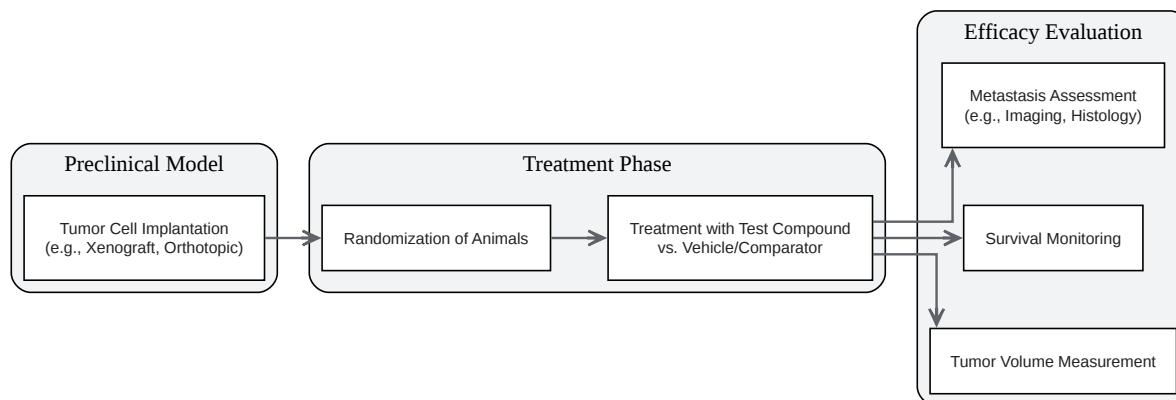 Preclinical Model
Tumor Cell Implantation
(e.g., Xenograft, Orthotopic)
Treatment Phase
Randomization of Animals
Treatment with Test Compound
vs. Vehicle/Comparator
Efficacy Evaluation
Metastasis Assessment
(e.g., Imaging, Histology)
Survival Monitoring
Tumor Volume Measurement